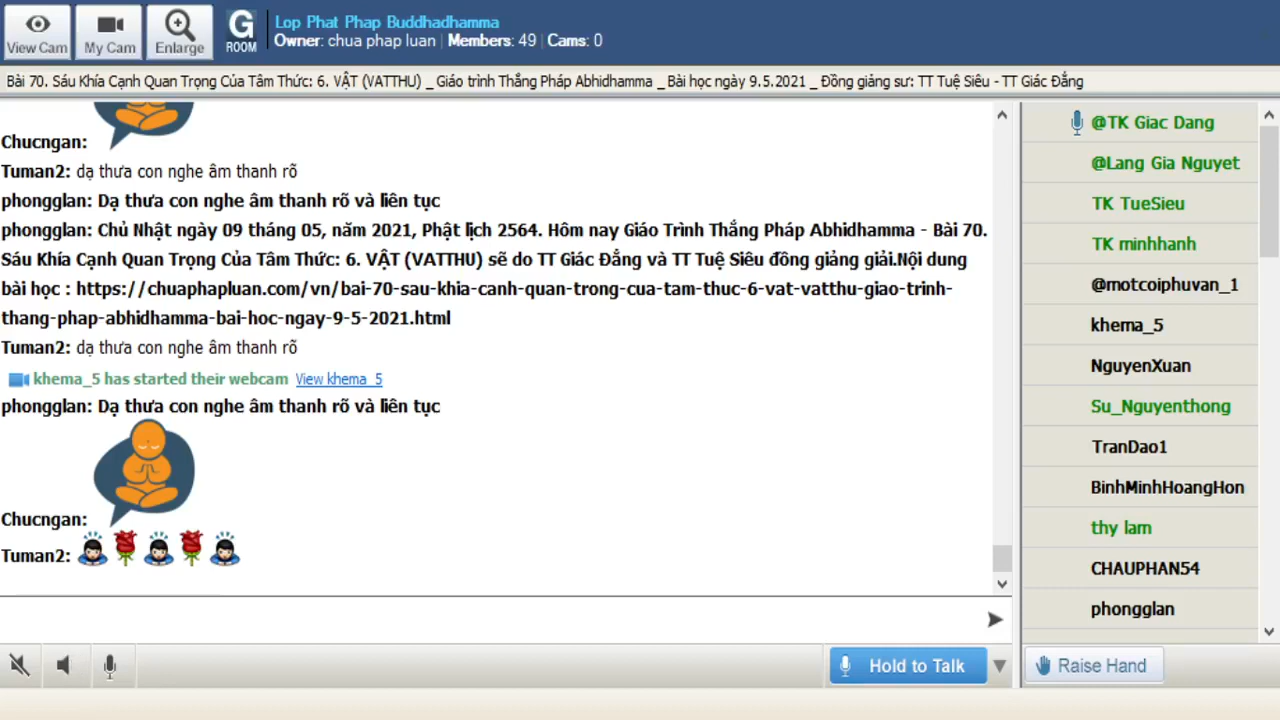 View Cam
My Cam
Enlarge
G
ROOM
Lop Phat Phap Buddhadhamma
Owner: chua phap luan | Members: 49 | Cams: 0
Bài 70. Sáu Khía Cạnh Quan Trọng Của Tâm Thức: 6. VẬT (VATTHU) _ Giáo trình Thắng Pháp Abhidhamma _ Bài học ngày 9.5.2021 _ Đồng giảng sư: TT Tuệ Siêu - TT Giác Đẳng
Chucngan:
Tuman2: dạ thưa con nghe âm thanh rõ
phongglan: Dạ thưa con nghe âm thanh rõ và liên tục
phongglan: Chủ Nhật ngày 09 tháng 05, năm 2021, Phật lịch 2564. Hôm nay Giáo Trình Thắng Pháp Abhidhamma - Bài 70.
Sáu Khía Cạnh Quan Trọng Của Tâm Thức: 6. VẬT (VATTHU) sẽ do TT Giác Đẳng và TT Tuệ Siêu đồng giảng giải.Nội dung
bài học : https://chuaphapluan.com/vn/bai-70-sau-khia-canh-quan-trong-cua-tam-thuc-6-vat-vatthu-giao-trinh-
thang-phap-abhidhamma-bai-hoc-ngay-9-5-2021.html
Tuman2: dạ thưa con nghe âm thanh rõ
khema_5 has started their webcam View khema_5
phongglan: Dạ thưa con nghe âm thanh rõ và liên tục
Chucngan:
Tuman2:
@TK Giac Dang
@Lang Gia Nguyet
TK TueSieu
TK minhhanh
@motcoiphuvan_1
khema_5
NguyenXuan
Su_Nguyenthong
TranDao1
BinhMinhHoangHon
thy lam
CHAUPHAN54
phongglan
Hold to Talk
Raise Hand